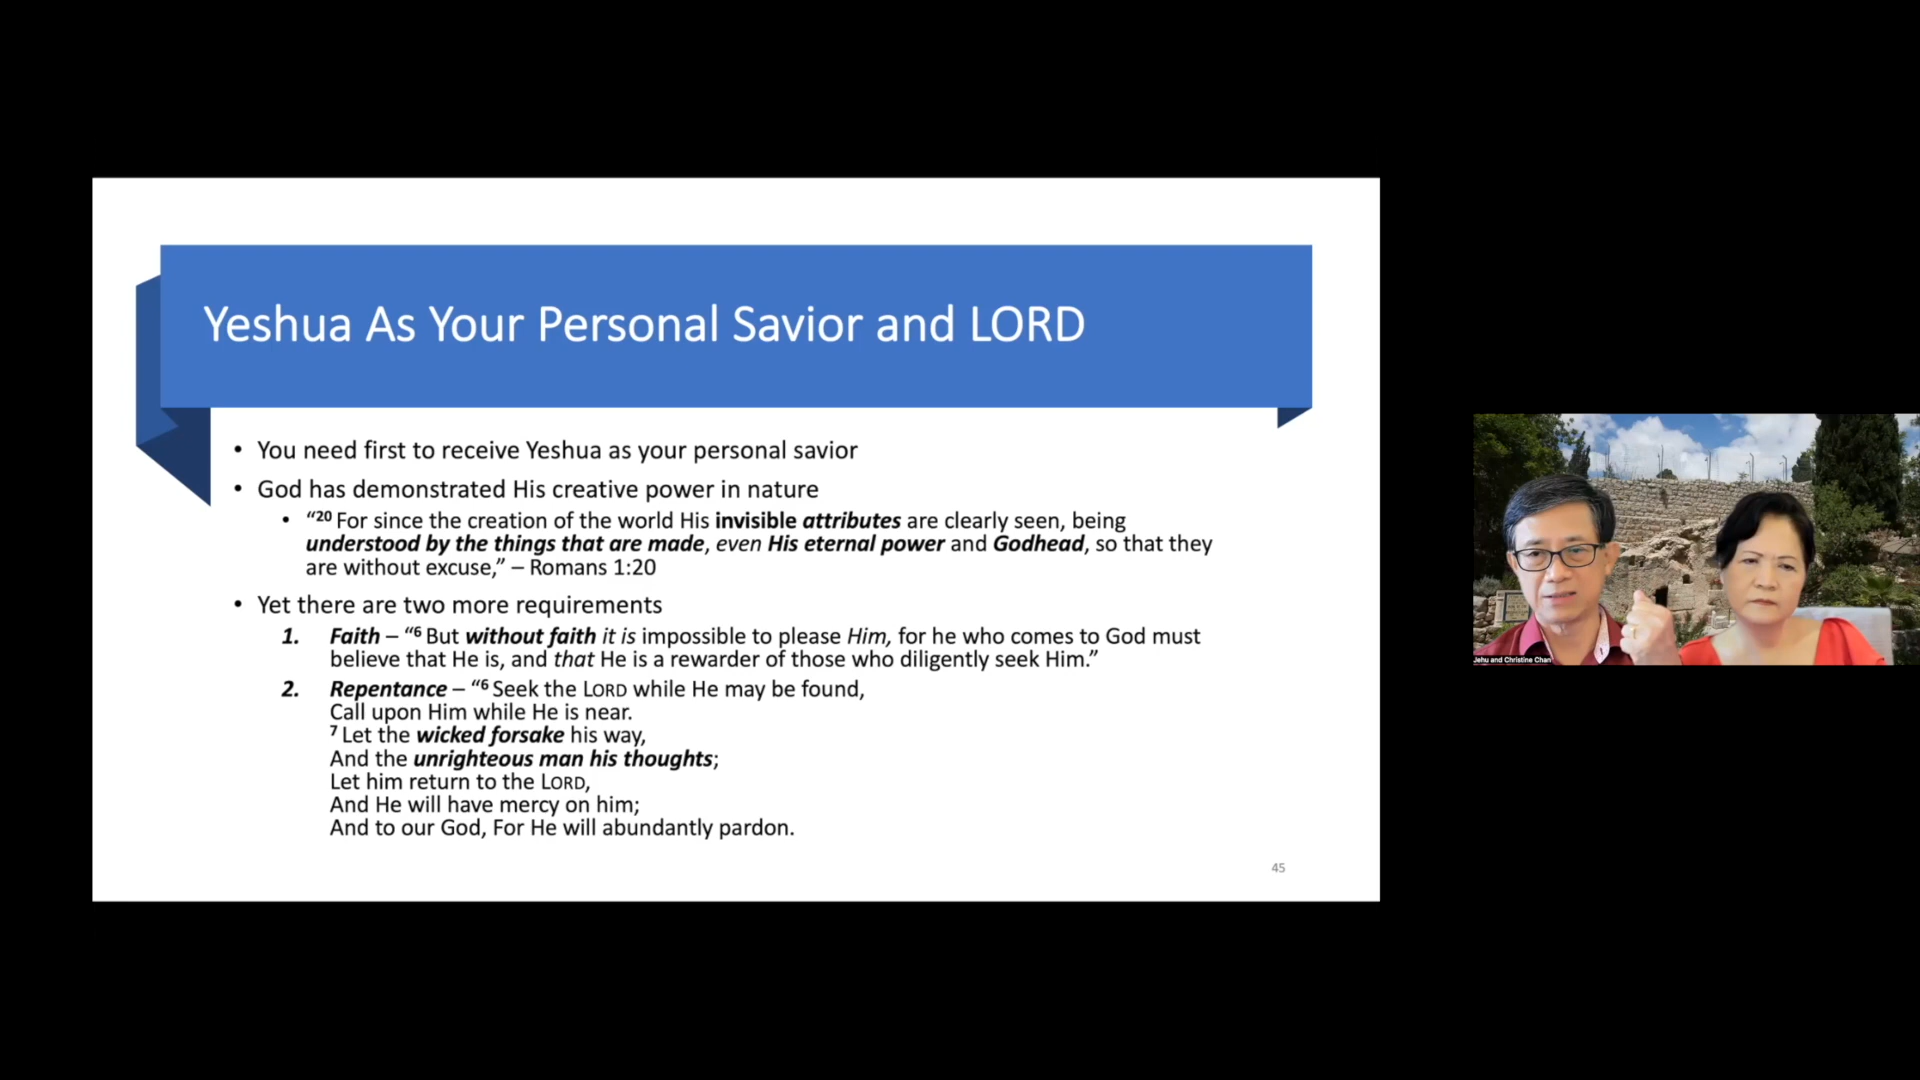 Yeshua As Your Personal Savior and LORD
• You need first to receive Yeshua as your personal savior
• God has demonstrated His creative power in nature
• “20 For since the creation of the world His invisible attributes are clearly seen, being
understood by the things that are made, even His eternal power and Godhead, so that they
are without excuse,” – Romans 1:20
• Yet there are two more requirements
1. Faith – “6 But without faith it is impossible to please Him, for he who comes to God must
believe that He is, and that He is a rewarder of those who diligently seek Him.”
2. Repentance – “6 Seek the LORD while He may be found,
Call upon Him while He is near.
7 Let the wicked forsake his way,
And the unrighteous man his thoughts;
Let him return to the LORD,
And He will have mercy on him;
And to our God, For He will abundantly pardon.
45
Jehu and Christine Chan